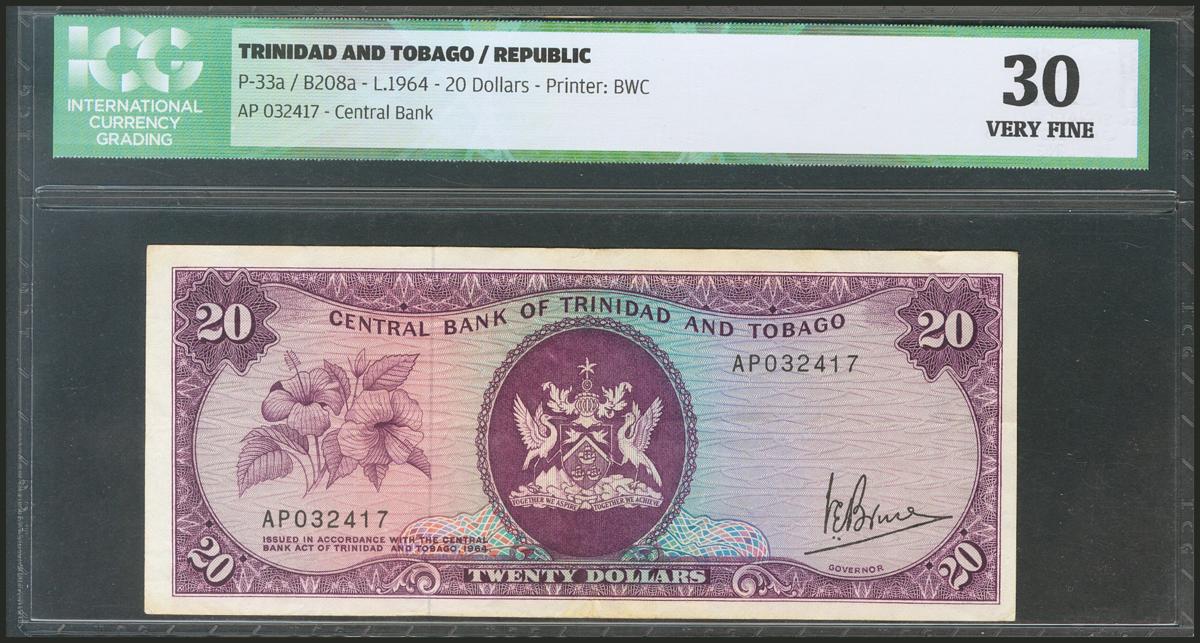 ICG
INTERNATIONAL
CURRENCY
GRADING
TRINIDAD AND TOBAGO / REPUBLIC
P-33a / B208a - L.1964 - 20 Dollars - Printer: BWC
AP 032417 - Central Bank
30
VERY FINE
20
CENTRAL BANK OF TRINIDAD AND TOBAGO
20
AP032417
TOGETHER WE ASPIRE TOGETHER WE ACHIEVE
AP032417
ISSUED IN ACCORDANCE WITH THE CENTRAL
BANK ACT OF TRINIDAD AND TOBAGO, 1964.
GOVERNOR
20
TWENTY DOLLARS
20